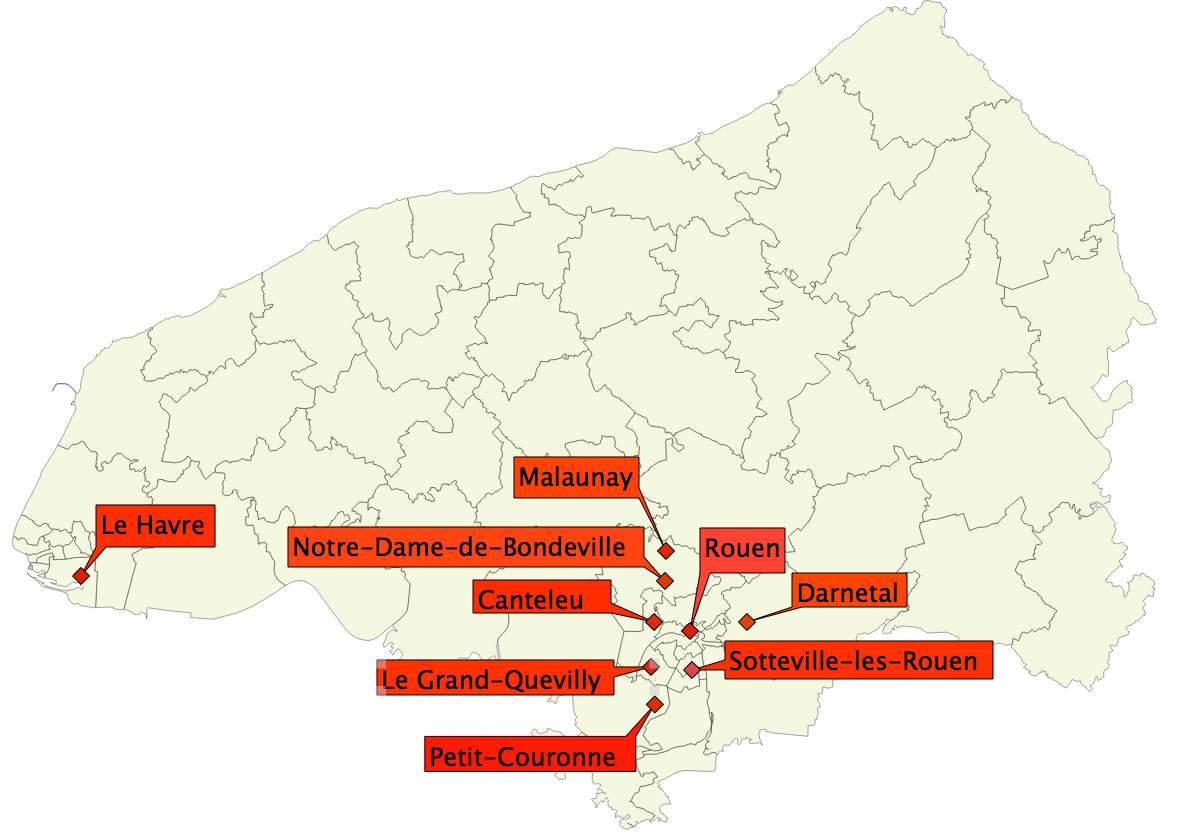 Malaunay
Le Havre
Notre-Dame-de-Bondeville
Rouen
Canteleu
Darnetal
Sotteville-les-Rouen
Le Grand-Quevilly
Petit-Couronne